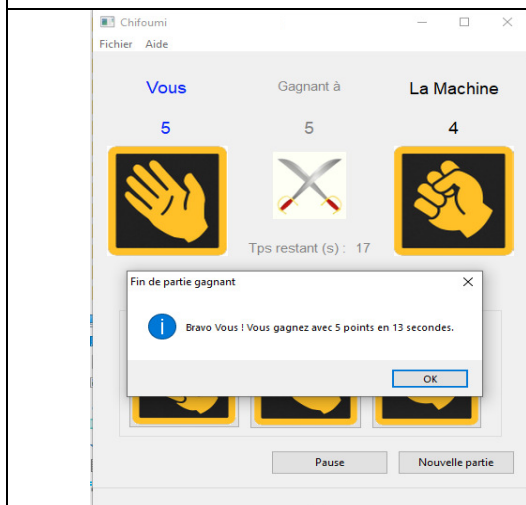 Chifoumi
Fichier Aide
Vous Gagnant à La Machine
5 5 4
Tps restant (s) : 17
Fin de partie gagnant
Bravo Vous ! Vous gagnez avec 5 points en 13 secondes.
OK
Pause Nouvelle partie